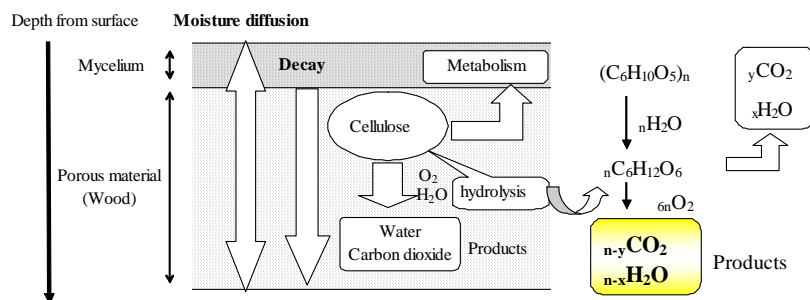 Depth from surface
Moisture diffusion
Mycelium
Decay
Metabolism
Porous material
(Wood)
Cellulose
O2
H2O
hydrolysis
Water
Carbon dioxide
Products
(C6H10O5)n
nH2O
nC6H12O6
6nO2
n-yCO2
n-xH2O
Products
yCO2
xH2O